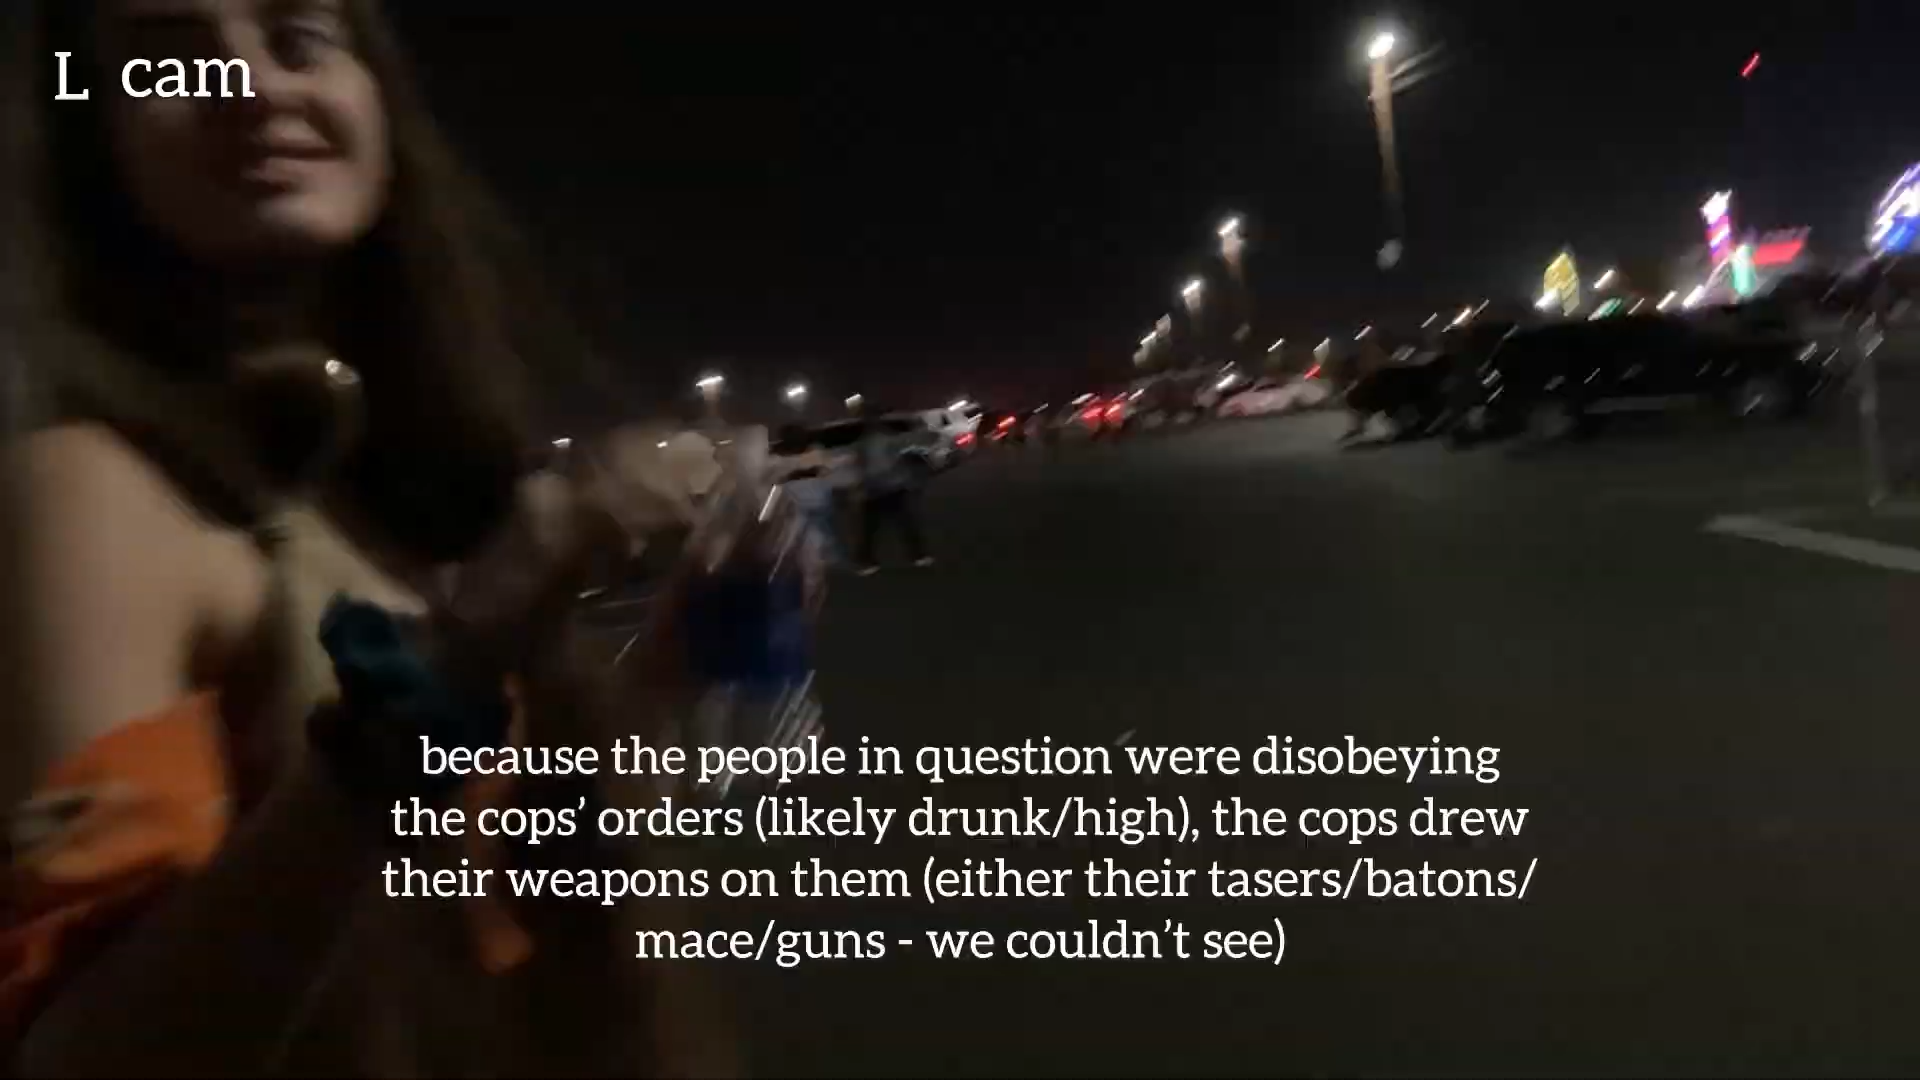 L cam
because the people in question were disobeying
the cops’ orders (likely drunk/high), the cops drew
their weapons on them (either their tasers/batons/
mace/guns - we couldn’t see)